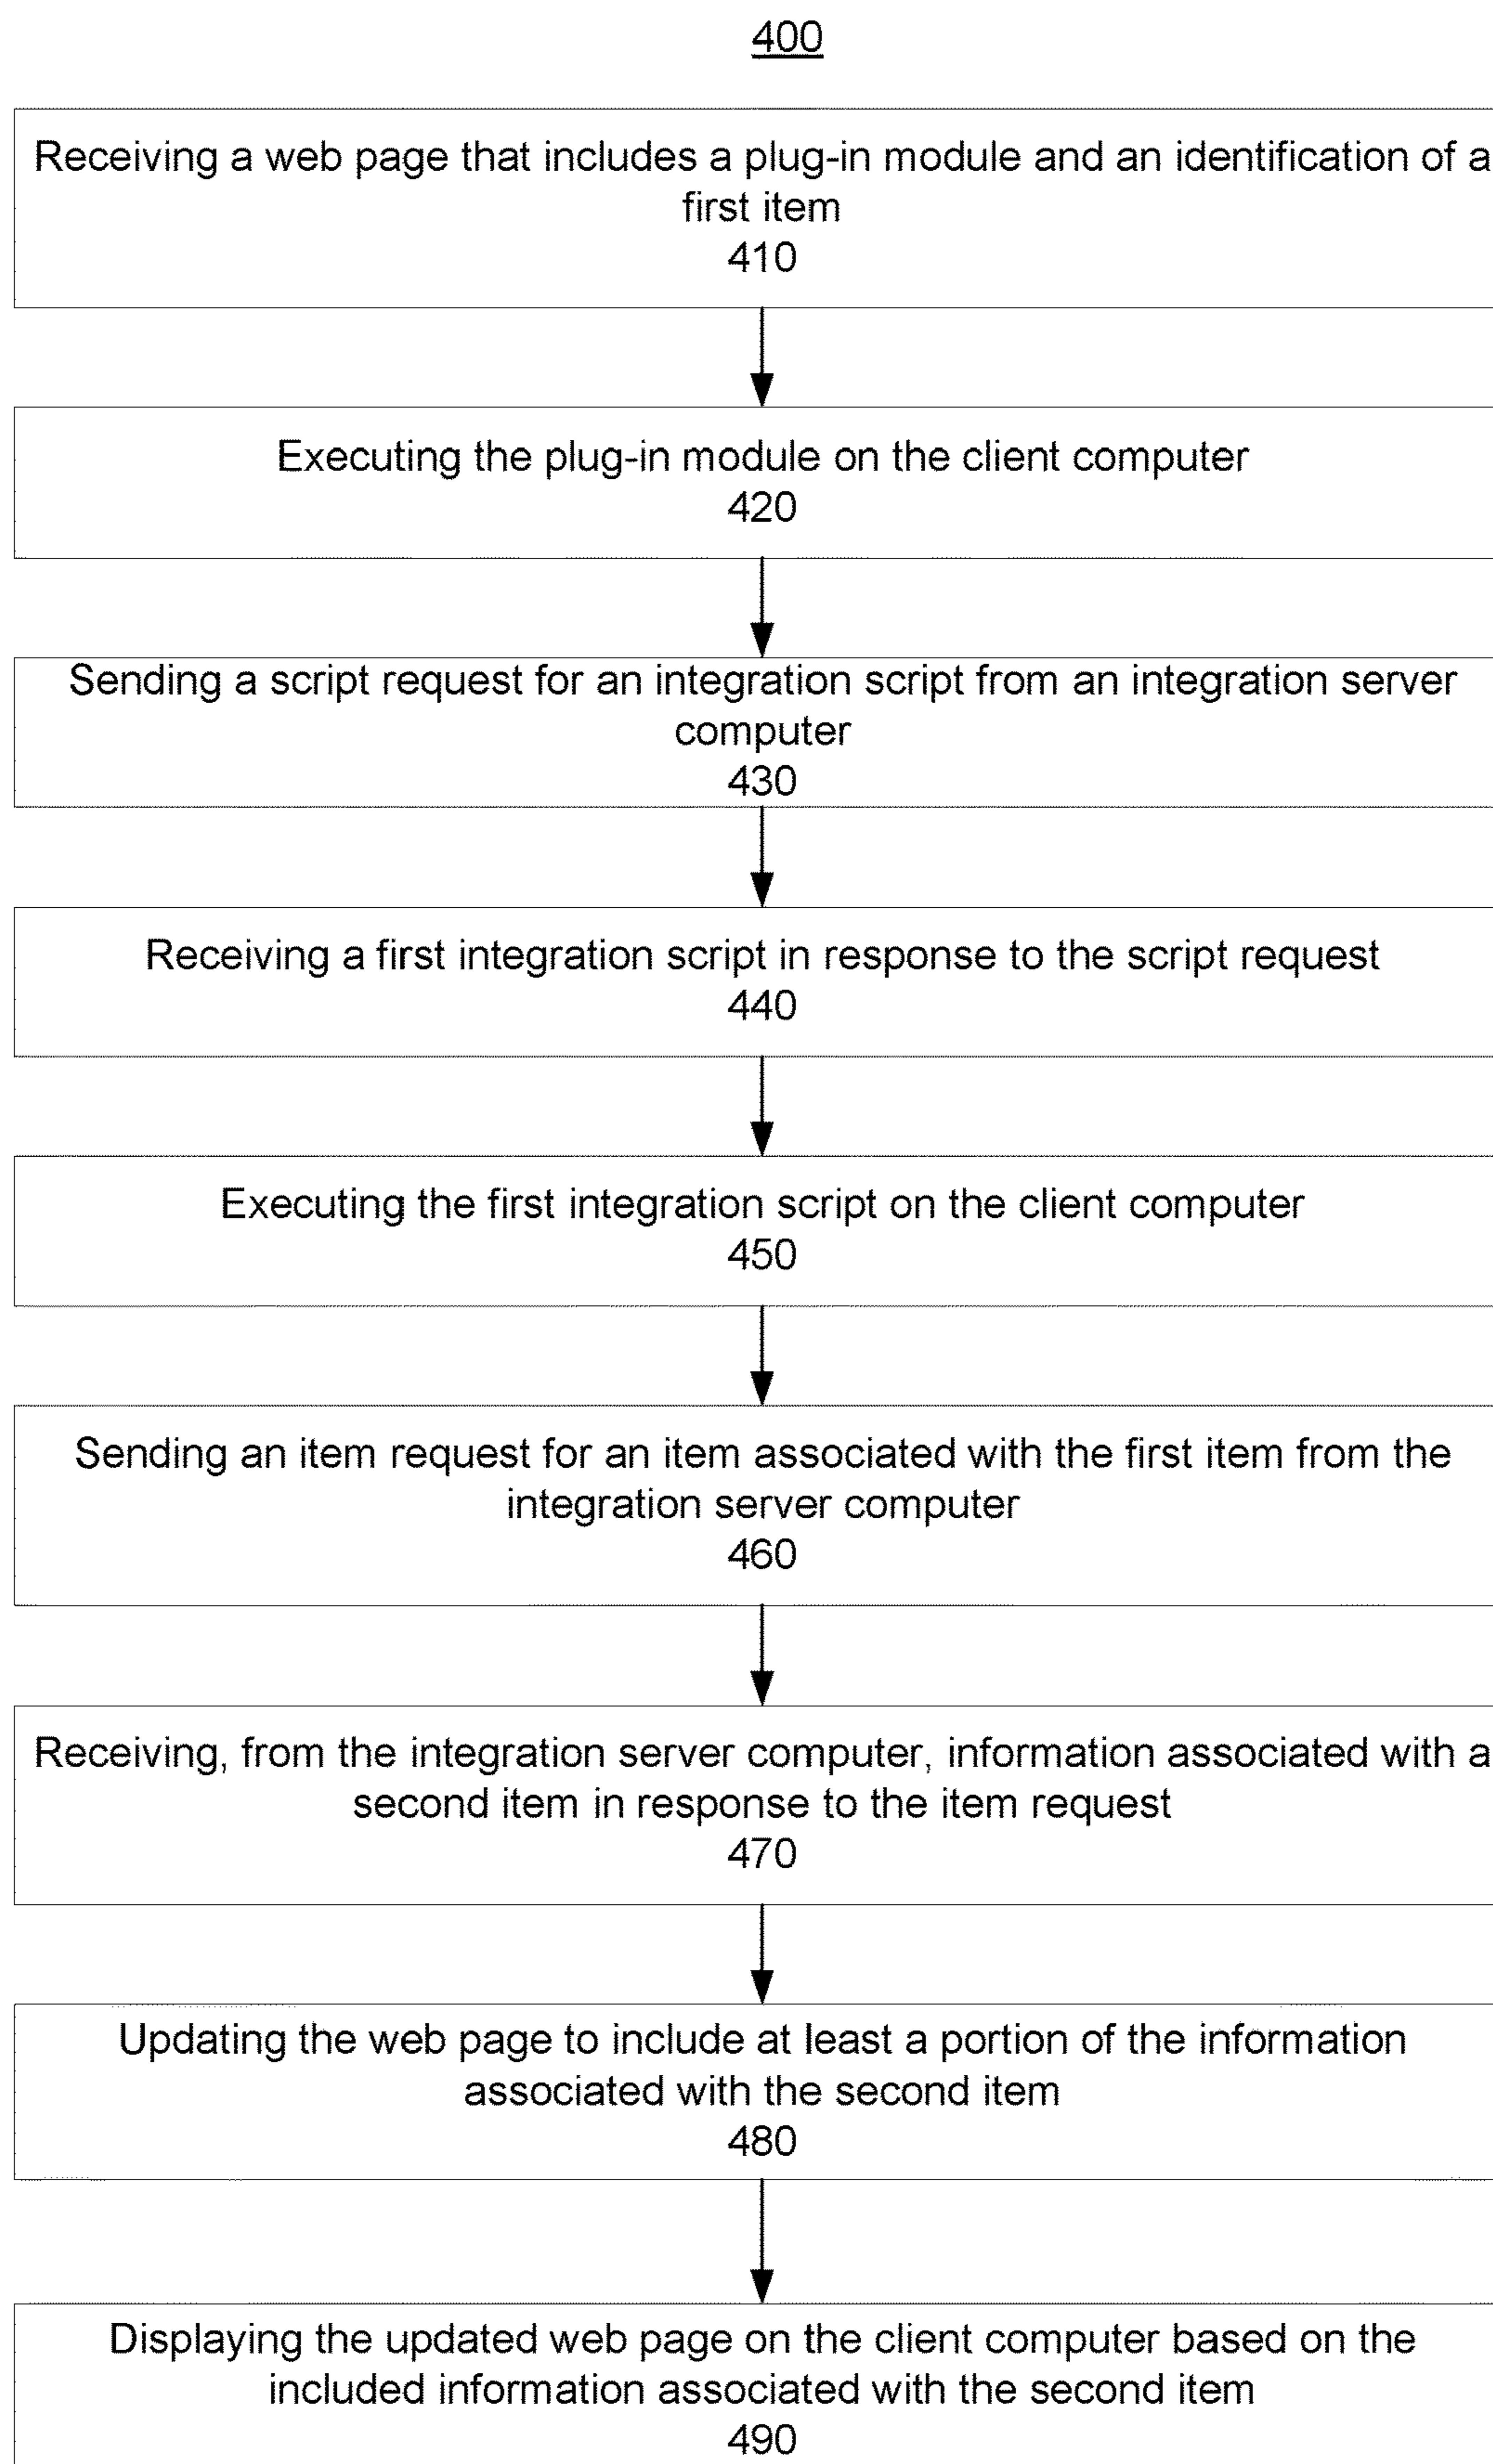 400
Receiving a web page that includes a plug-in module and an identification of a
first item
410
Executing the plug-in module on the client computer
420
Sending a script request for an integration script from an integration server
computer
430
Receiving a first integration script in response to the script request
440
Executing the first integration script on the client computer
450
Sending an item request for an item associated with the first item from the
integration server computer
460
Receiving, from the integration server computer, information associated with a
second item in response to the item request
470
Updating the web page to include at least a portion of the information
associated with the second item
480
Displaying the updated web page on the client computer based on the
included information associated with the second item
490